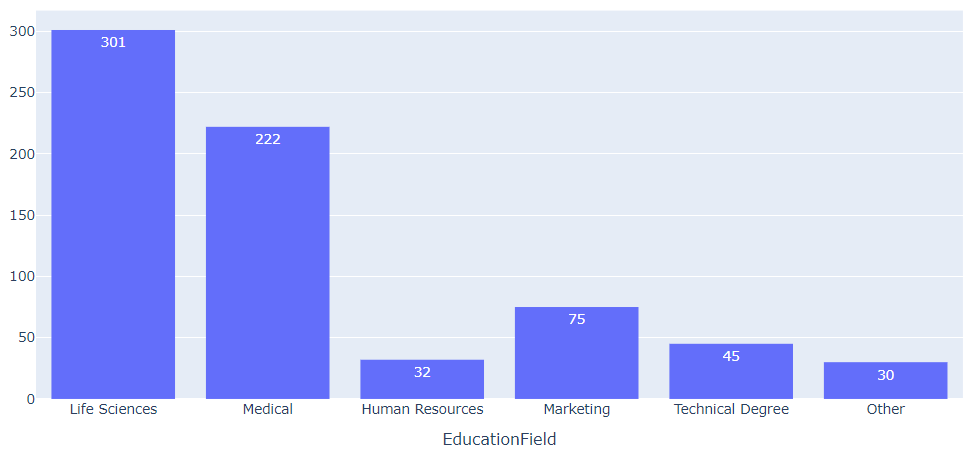 300
250
200
150
100
50
0
301
222
32
75
45
30
Life Sciences
Medical
Human Resources
Marketing
Technical Degree
Other
EducationField